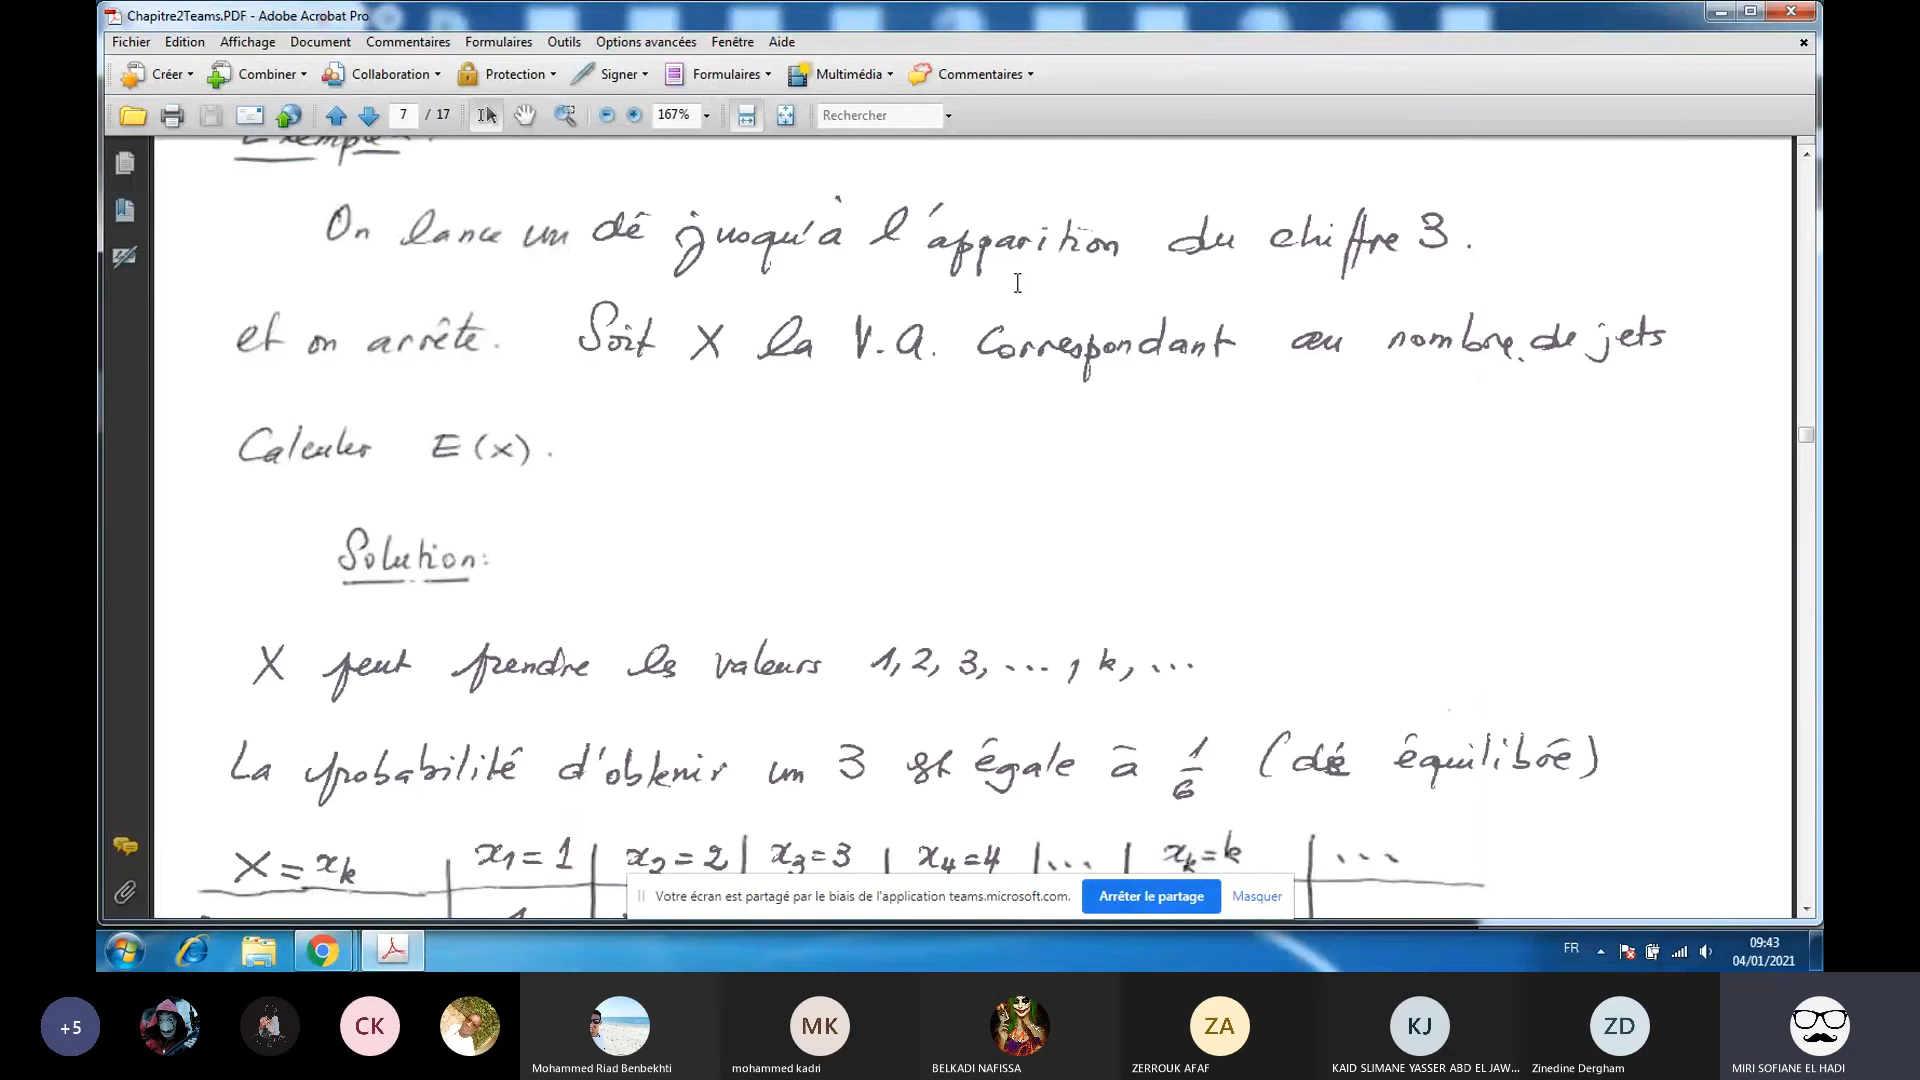 Chapitre2Teams.PDF - Adobe Acrobat Pro
Fichier Edition Affichage Document Commentaires Formulaires Outils Options avancées Fenêtre Aide
Créer Combiner Collaboration Protection Signer Formulaires Multimédia Commentaires
7 / 17 167% Rechercher
Exemple :
On lance un dé jusqu'à l'apparition du chiffre 3.
et on arrête. Soit X la V.A. Correspondant au nombre de jets
Calculer E(X).
Solution:
X peut prendre les valeurs 1, 2, 3, ... , k, ...
La probabilité d'obtenir un 3 est égale à 1/6 (dé équilibré)
X = xk | x1 = 1 | x2 = 2 | x3 = 3 | x4 = 4 | ... | xk = k | ...
Votre écran est partagé par le biais de l'application teams.microsoft.com. Arrêter le partage Masquer
FR 09:43
04/01/2021
+5 CK MK ZA KJ ZD
Mohammed Riad Benbekhti mohammed kadri BELKADI NAFISSA ZERROUK AFAF KAID SLIMANE YASSER ABD EL JAW... Zinedine Dergham MIRI SOFIANE EL HADI